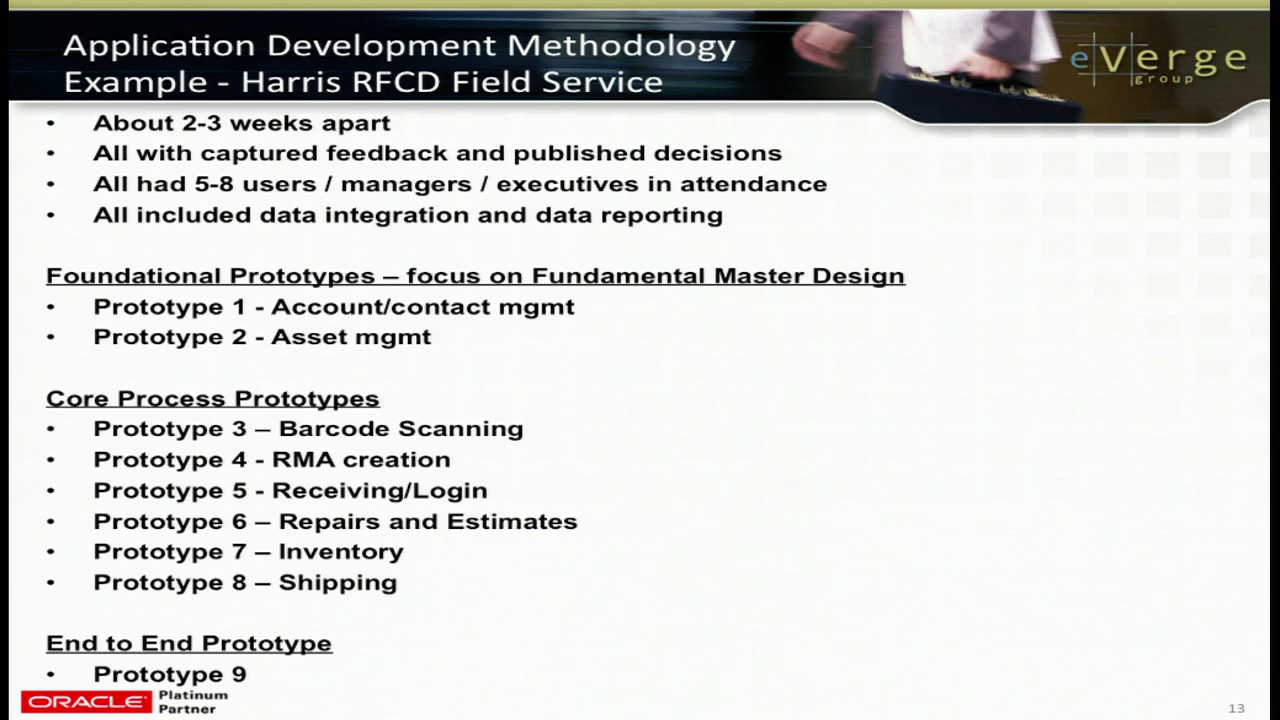 Application Development Methodology
Example - Harris RFCD Field Service
eVerge
group
• About 2-3 weeks apart
• All with captured feedback and published decisions
• All had 5-8 users / managers / executives in attendance
• All included data integration and data reporting
Foundational Prototypes – focus on Fundamental Master Design
• Prototype 1 - Account/contact mgmt
• Prototype 2 - Asset mgmt
Core Process Prototypes
• Prototype 3 – Barcode Scanning
• Prototype 4 - RMA creation
• Prototype 5 - Receiving/Login
• Prototype 6 – Repairs and Estimates
• Prototype 7 – Inventory
• Prototype 8 – Shipping
End to End Prototype
• Prototype 9
ORACLE Platinum
Partner
13